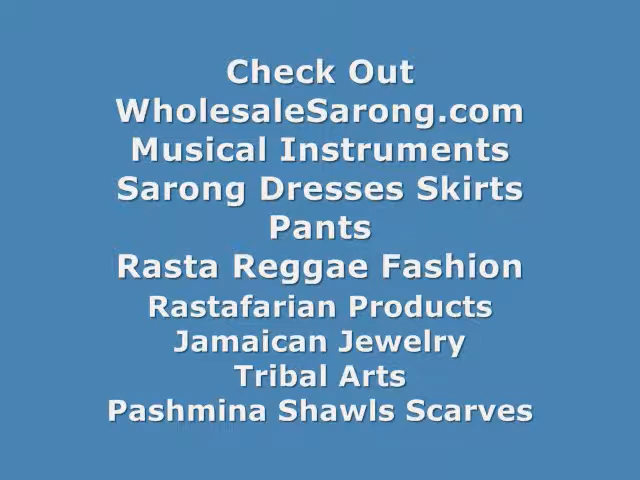 Check Out
WholesaleSarong.com
Musical Instruments
Sarong Dresses Skirts
Pants
Rasta Reggae Fashion
Rastafarian Products
Jamaican Jewelry
Tribal Arts
Pashmina Shawls Scarves